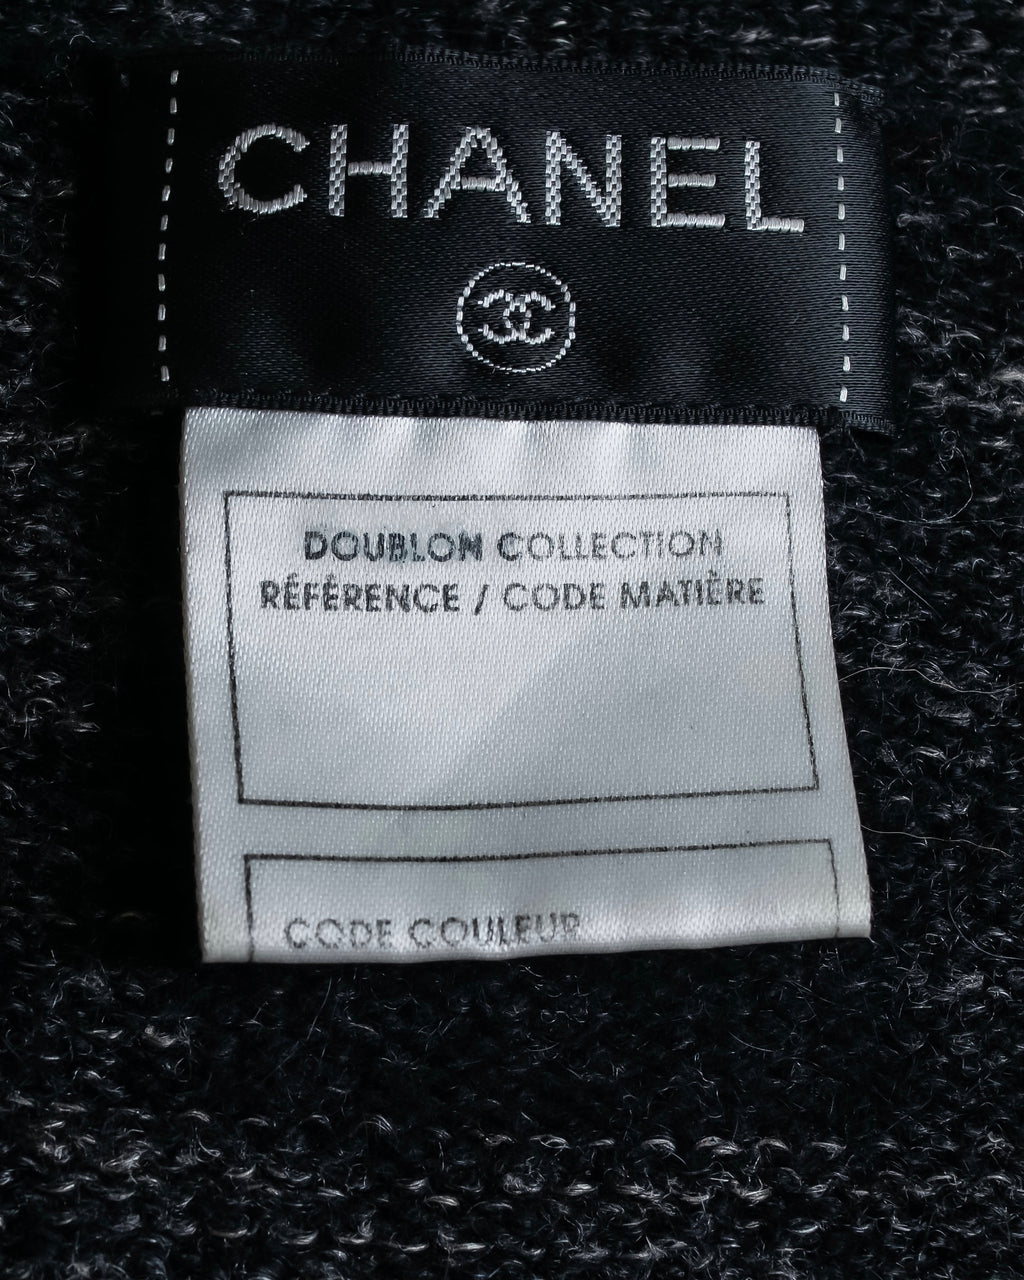 CHANEL
DOUBLON COLLECTION
RÉFÉRENCE / CODE MATIÈRE
CODE COULEUR